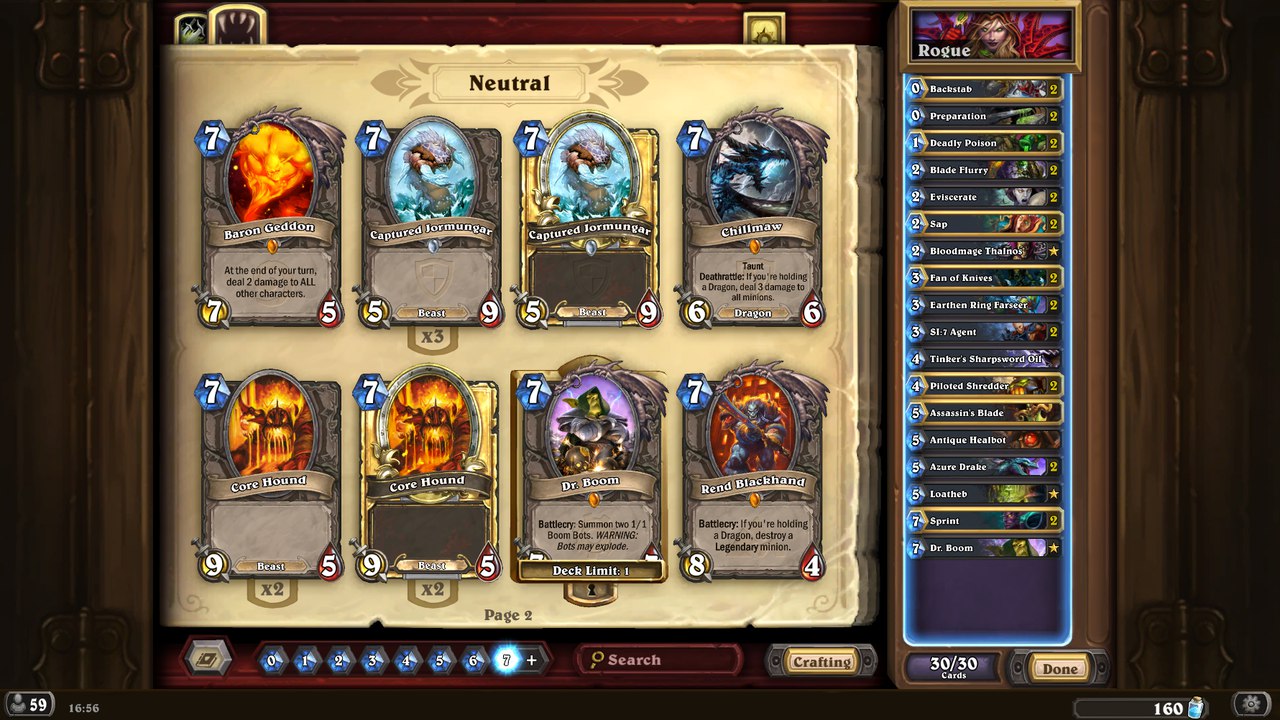 Neutral
7
Baron Geddon
At the end of your turn,
deal 2 damage to ALL
other characters.
7
5
7
Captured Jormungar
5
Beast
9
x3
7
Captured Jormungar
5
Beast
9
7
Chillmaw
Taunt
Deathrattle: If you're holding
a Dragon, deal 3 damage to
all minions.
6
Dragon
6
7
Core Hound
9
Beast
5
x2
7
Core Hound
9
Beast
5
x2
7
Dr. Boom
Battlecry: Summon two 1/1
Boom Bots. WARNING:
Bots may explode.
Deck Limit: 1
7
Rend Blackhand
Battlecry: If you're holding
a Dragon, destroy a
Legendary minion.
8
4
Page 2
0 1 2 3 4 5 6 7 +
Search
Crafting
Rogue
0 Backstab 2
0 Preparation 2
1 Deadly Poison 2
2 Blade Flurry 2
2 Eviscerate 2
2 Sap 2
2 Bloodmage Thalnos
3 Fan of Knives 2
3 Earthen Ring Farseer 2
3 SI:7 Agent 2
4 Tinker's Sharpsword Oil
4 Piloted Shredder 2
5 Assassin's Blade
5 Antique Healbot
5 Azure Drake 2
5 Loatheb
7 Sprint 2
7 Dr. Boom
30/30
Cards
Done
59
16:56
160